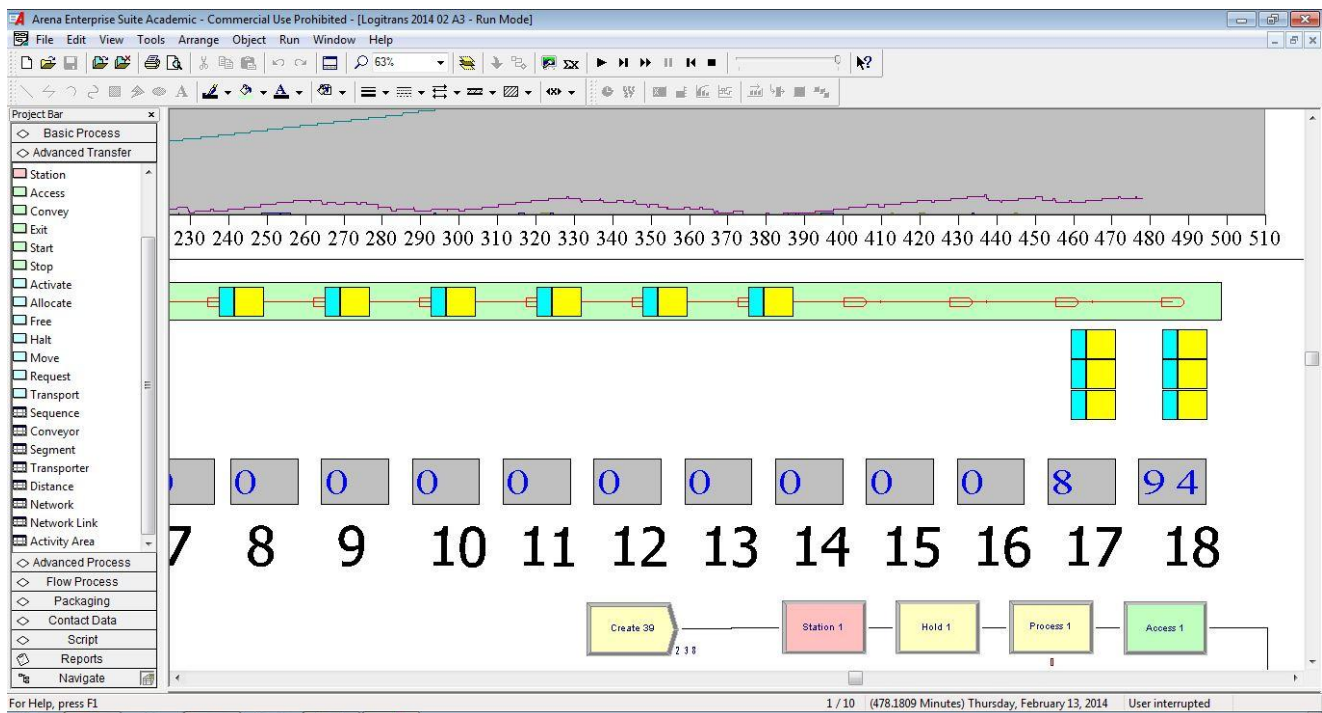 Arena Enterprise Suite Academic - Commercial Use Prohibited - [Logitrans 2014 02 A3 - Run Mode]
File Edit View Tools Arrange Object Run Window Help
63%
Project Bar
Basic Process
Advanced Transfer
Station
Access
Convey
Exit
Start
Stop
Activate
Allocate
Free
Halt
Move
Request
Transport
Sequence
Conveyor
Segment
Transporter
Distance
Network
Network Link
Activity Area
Advanced Process
Flow Process
Packaging
Contact Data
Script
Reports
Navigate
230 240 250 260 270 280 290 300 310 320 330 340 350 360 370 380 390 400 410 420 430 440 450 460 470 480 490 500 510
0 0 0 0 0 0 0 0 0 8 94
7 8 9 10 11 12 13 14 15 16 17 18
Create 39 Station 1 Hold 1 Process 1 Access 1
2 3 8
For Help, press F1 1 / 10 (478.1809 Minutes) Thursday, February 13, 2014 User interrupted